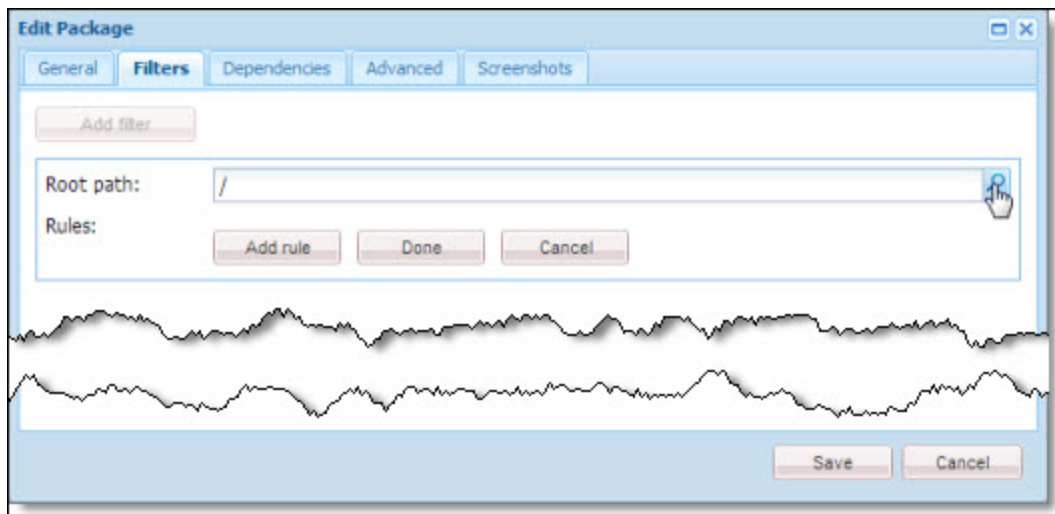 Edit Package
General Filters Dependencies Advanced Screenshots
Add filter
Root path: /
Rules:
Add rule Done Cancel
Save Cancel